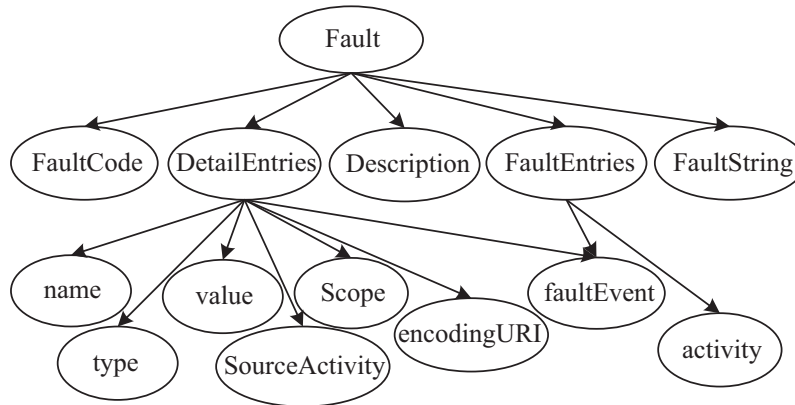 Fault
FaultCode
DetailEntries
Description
FaultEntries
FaultString
name
value
Scope
faultEvent
type
SourceActivity
encodingURI
activity